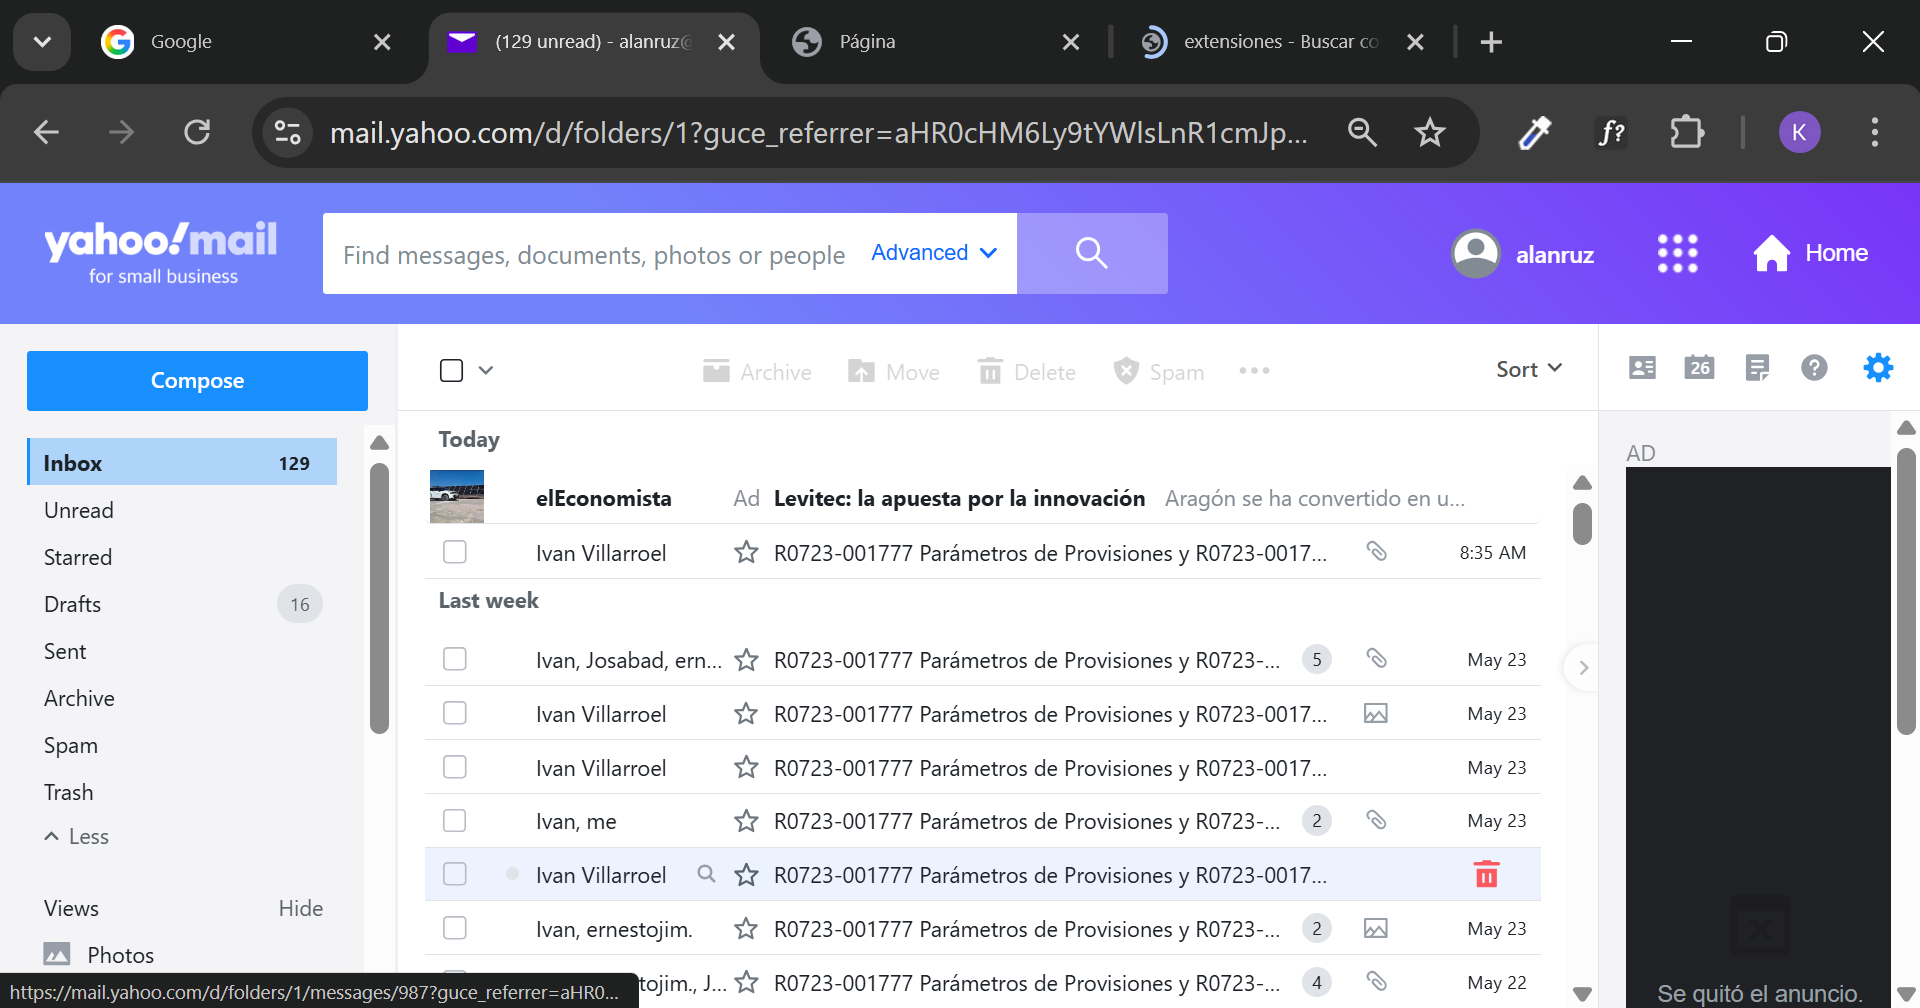 Google
(129 unread) - alanruz@
Página
extensiones - Buscar co
mail.yahoo.com/d/folders/1?guce_referrer=aHR0cHM6Ly9tYWlsLnR1cmJp...
f?
K
yahoo!mail
for small business
Find messages, documents, photos or people
Advanced
alanruz
Home
Compose
Archive
Move
Delete
Spam
Sort
26
?
Inbox 129
Unread
Starred
Drafts 16
Sent
Archive
Spam
Trash
Less
Views Hide
Photos
Today
elEconomista Ad Levitec: la apuesta por la innovación Aragón se ha convertido en u...
Ivan Villarroel R0723-001777 Parámetros de Provisiones y R0723-0017... 8:35 AM
Last week
Ivan, Josabad, ern... R0723-001777 Parámetros de Provisiones y R0723-... 5 May 23
Ivan Villarroel R0723-001777 Parámetros de Provisiones y R0723-0017... May 23
Ivan Villarroel R0723-001777 Parámetros de Provisiones y R0723-0017... May 23
Ivan, me R0723-001777 Parámetros de Provisiones y R0723-... 2 May 23
Ivan Villarroel R0723-001777 Parámetros de Provisiones y R0723-0017...
Ivan, ernestojim. R0723-001777 Parámetros de Provisiones y R0723-... 2 May 23
tojim., J... R0723-001777 Parámetros de Provisiones y R0723-... 4 May 22
AD
Se quitó el anuncio.
https://mail.yahoo.com/d/folders/1/messages/987?guce_referrer=aHR0...